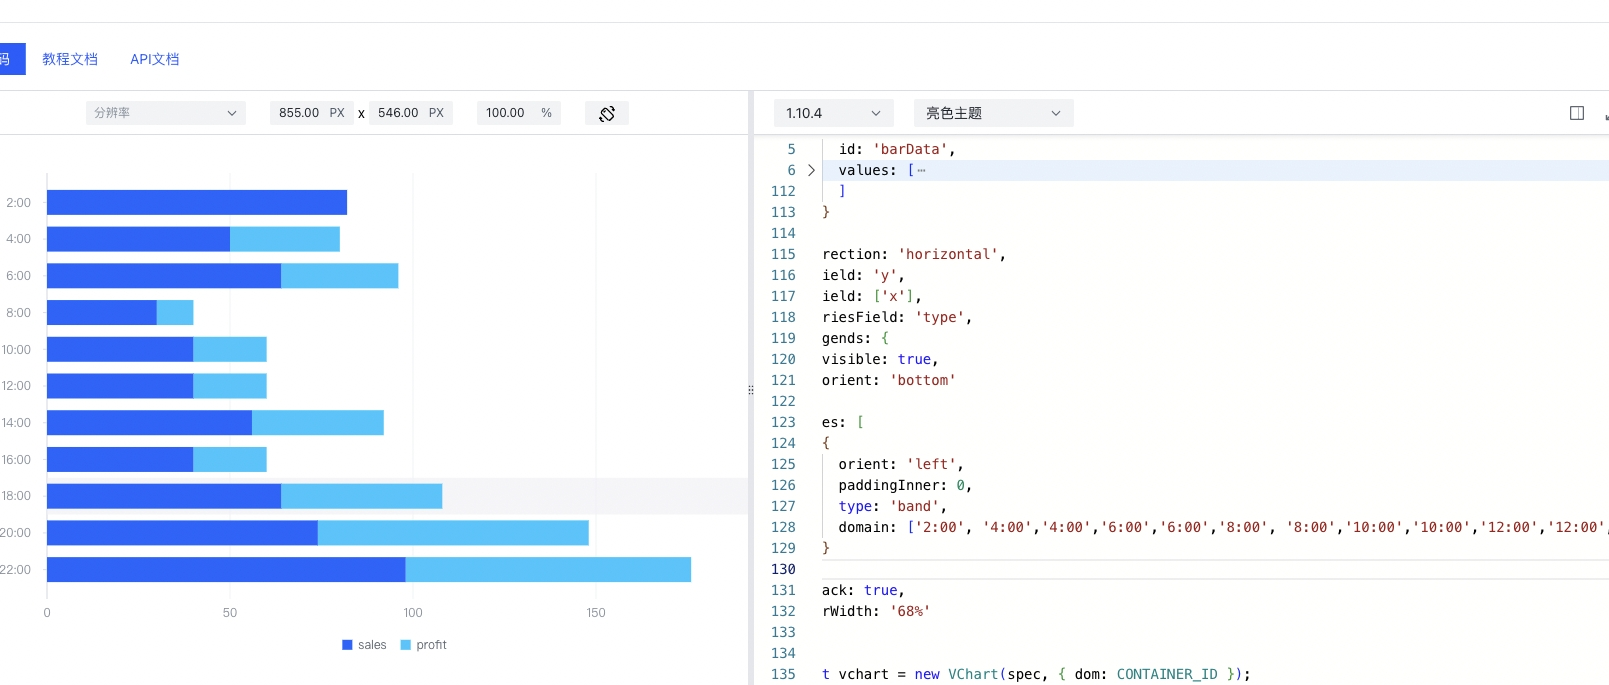 码 教程文档 API文档
分辨率 855.00 PX x 546.00 PX 100.00 %
1.10.4 亮色主题
2:00
4:00
6:00
8:00
10:00
12:00
14:00
16:00
18:00
20:00
22:00
0 50 100 150
sales profit
5 id: 'barData',
6 values: [⋯
112 ]
113 }
114
115 rection: 'horizontal',
116 ield: 'y',
117 ield: ['x'],
118 riesField: 'type',
119 gends: {
120 visible: true,
121 orient: 'bottom'
122
123 es: [
124 {
125 orient: 'left',
126 paddingInner: 0,
127 type: 'band',
128 domain: ['2:00', '4:00','4:00','6:00','6:00','8:00', '8:00','10:00','10:00','12:00','12:00',
129 }
130
131 ack: true,
132 rWidth: '68%'
133
134
135 t vchart = new VChart(spec, { dom: CONTAINER_ID });